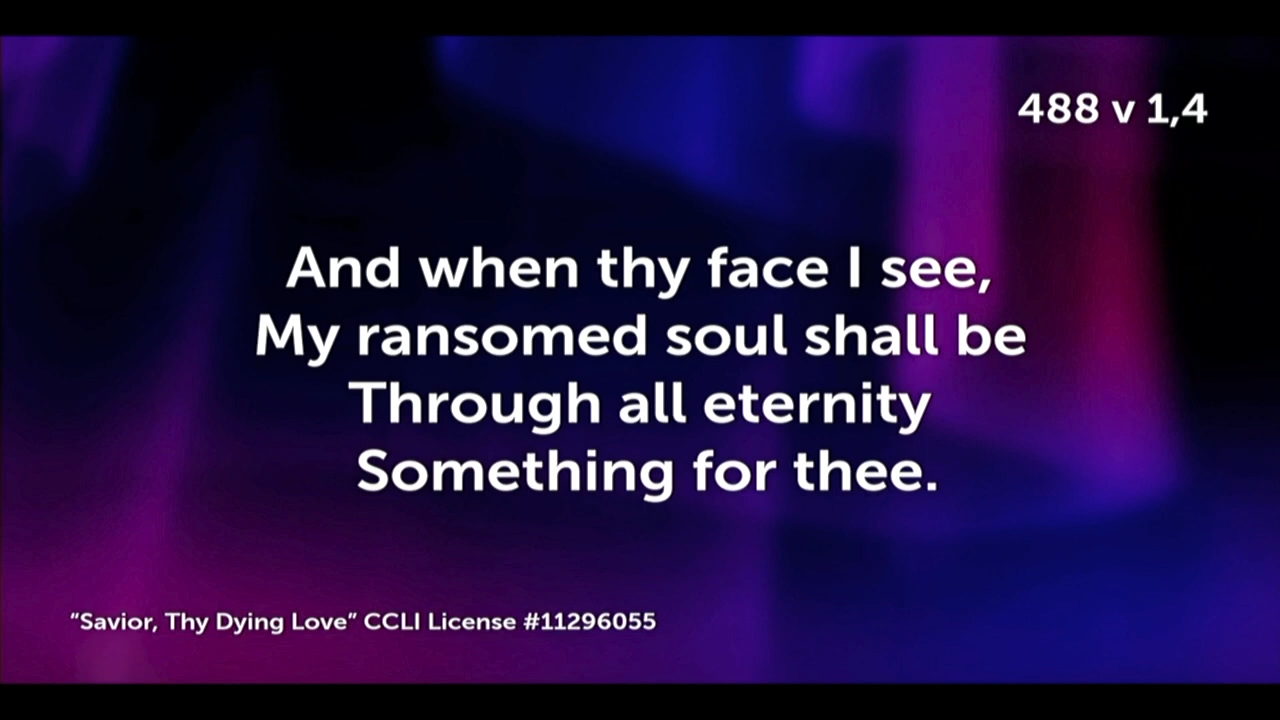 488 v 1,4
And when thy face I see,
My ransomed soul shall be
Through all eternity
Something for thee.
“Savior, Thy Dying Love” CCLI License #11296055